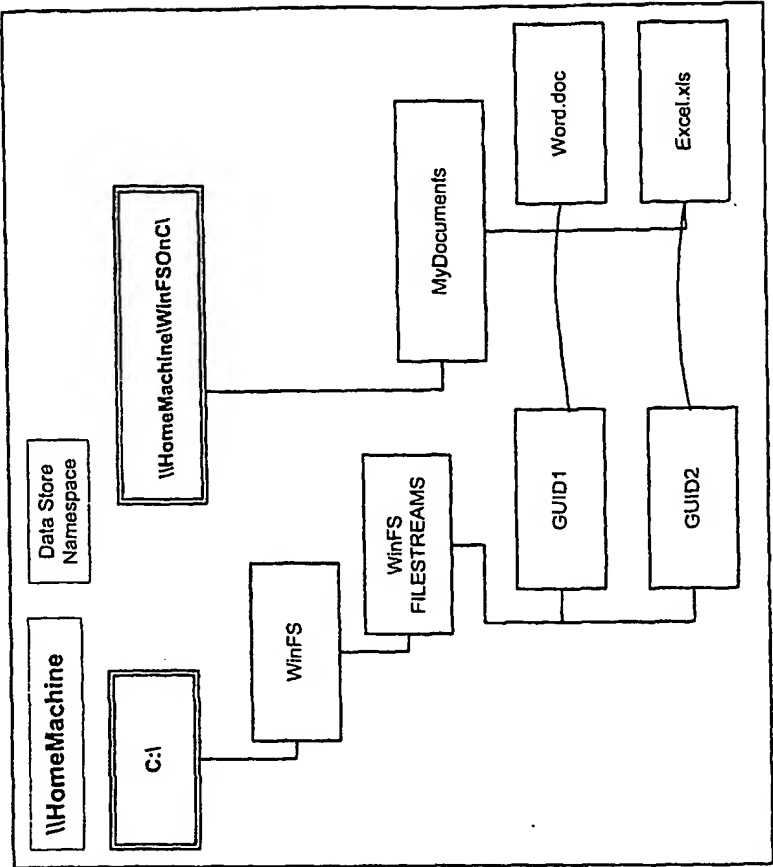 \\HomeMachine
Data Store
Namespace
C:\
\\HomeMachine\WinFSOnC\
WinFS
WinFS
FILESTREAMS
MyDocuments
GUID1
Word.doc
GUID2
Excel.xls